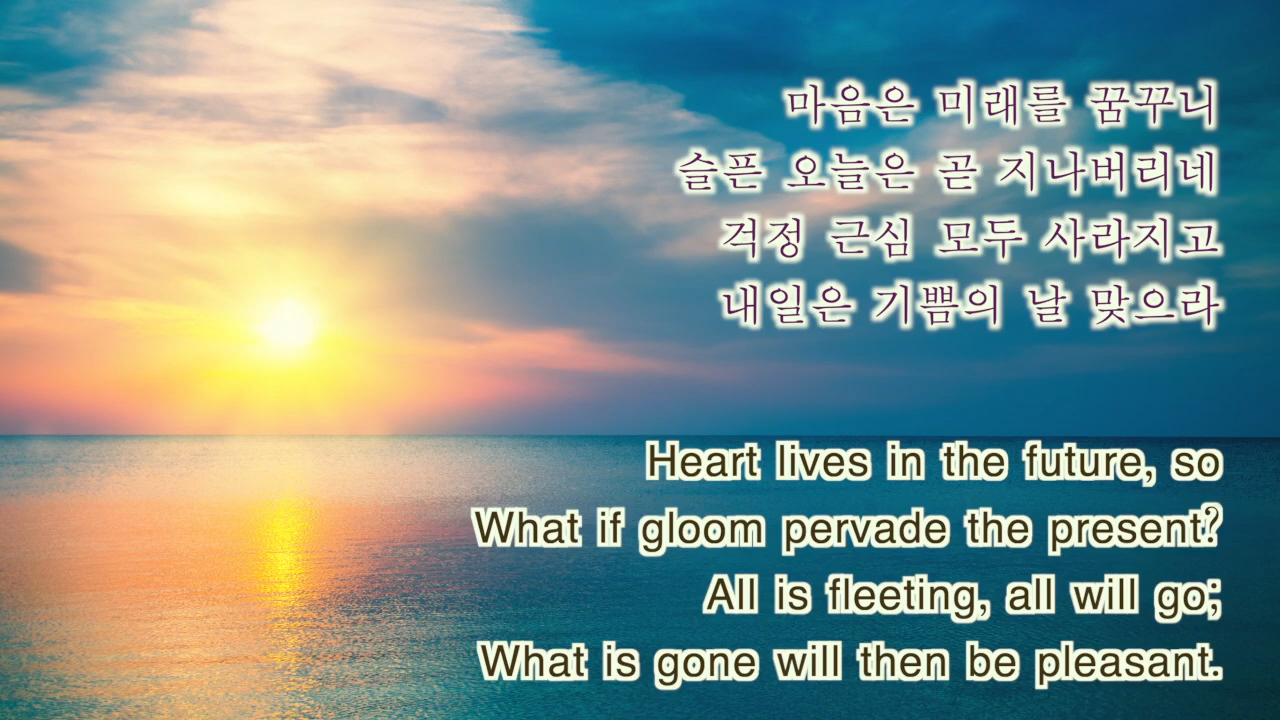 마음은 미래를 꿈꾸니
슬픈 오늘은 곧 지나버리네
걱정 근심 모두 사라지고
내일은 기쁨의 날 맞으라
Heart lives in the future, so
What if gloom pervade the present?
All is fleeting, all will go;
What is gone will then be pleasant.